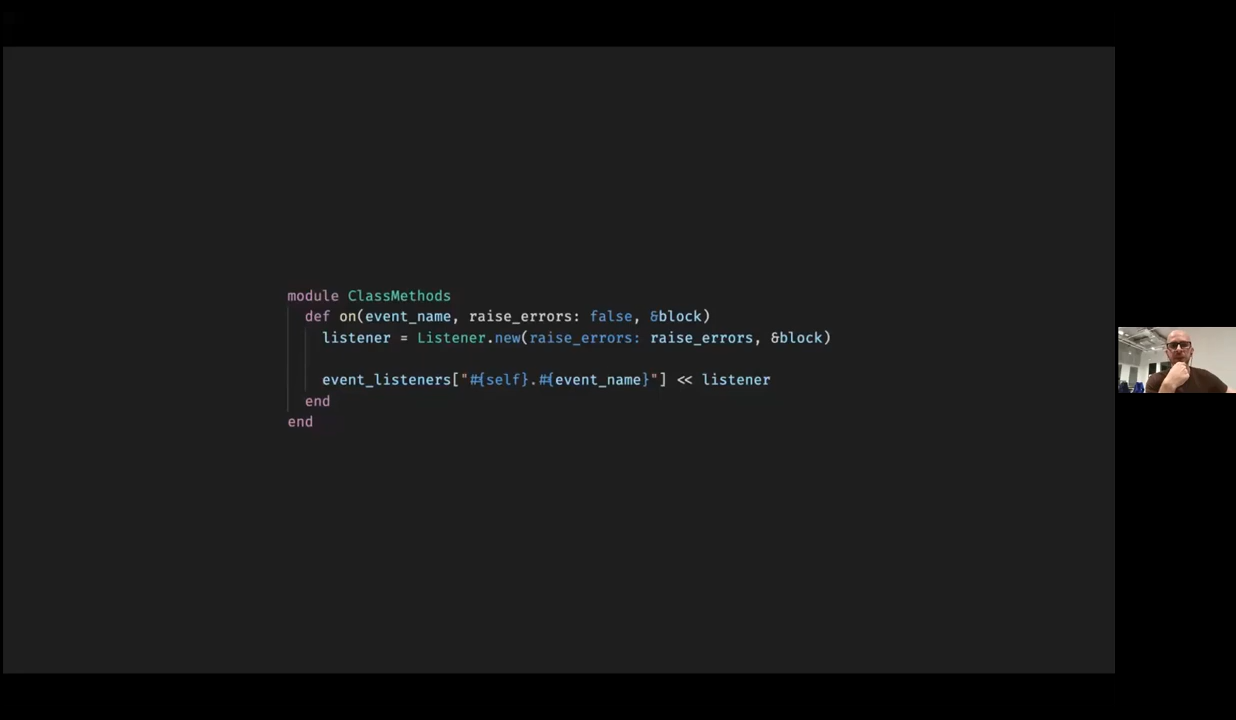 module ClassMethods
def on(event_name, raise_errors: false, &block)
listener = Listener.new(raise_errors: raise_errors, &block)
event_listeners["#{self}.#{event_name}"] << listener
end
end